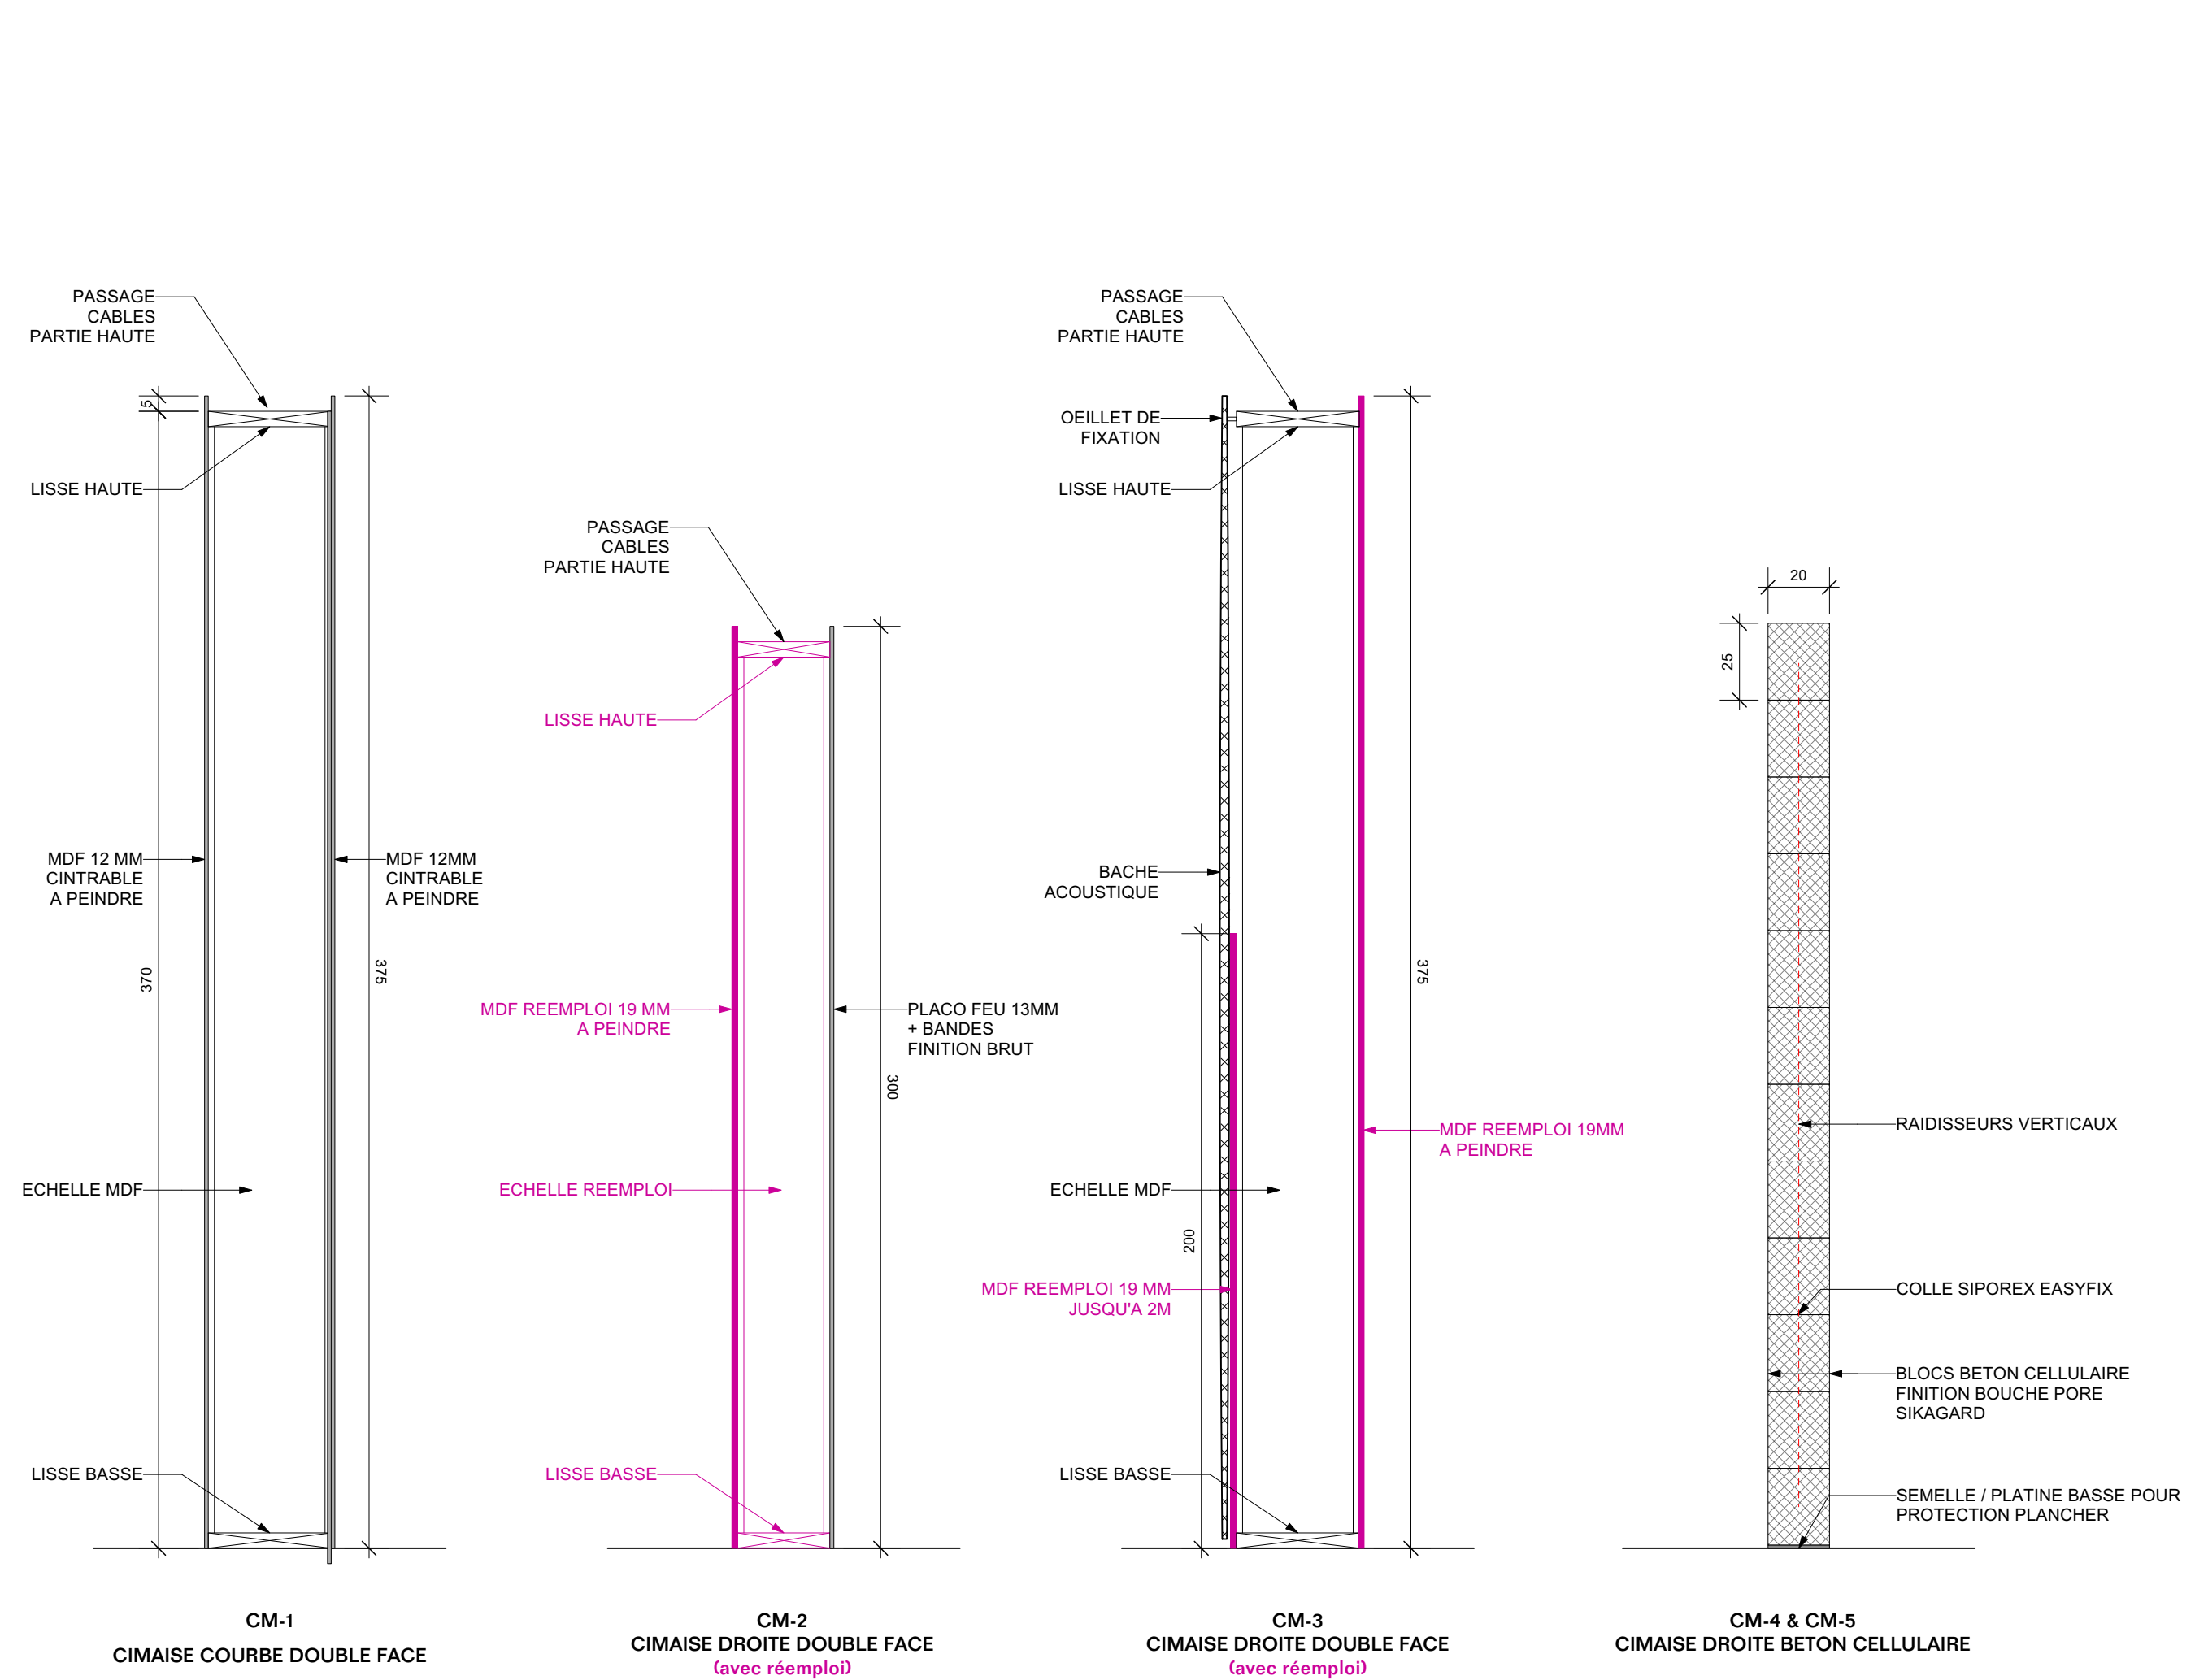 PASSAGE
CABLES
PARTIE HAUTE
5
LISSE HAUTE
MDF 12 MM
CINTRABLE
A PEINDRE
MDF 12MM
CINTRABLE
A PEINDRE
370
375
ECHELLE MDF
LISSE BASSE
CM-1
CIMAISE COURBE DOUBLE FACE
PASSAGE
CABLES
PARTIE HAUTE
LISSE HAUTE
MDF REEMPLOI 19 MM
A PEINDRE
PLACO FEU 13MM
+ BANDES
FINITION BRUT
300
ECHELLE REEMPLOI
LISSE BASSE
CM-2
CIMAISE DROITE DOUBLE FACE
(avec réemploi)
PASSAGE
CABLES
PARTIE HAUTE
OEILLET DE
FIXATION
LISSE HAUTE
BACHE
ACOUSTIQUE
375
MDF REEMPLOI 19MM
A PEINDRE
ECHELLE MDF
200
MDF REEMPLOI 19 MM
JUSQU'A 2M
LISSE BASSE
CM-3
CIMAISE DROITE DOUBLE FACE
(avec réemploi)
20
25
RAIDISSEURS VERTICAUX
COLLE SIPOREX EASYFIX
BLOCS BETON CELLULAIRE
FINITION BOUCHE PORE
SIKAGARD
SEMELLE / PLATINE BASSE POUR
PROTECTION PLANCHER
CM-4 & CM-5
CIMAISE DROITE BETON CELLULAIRE